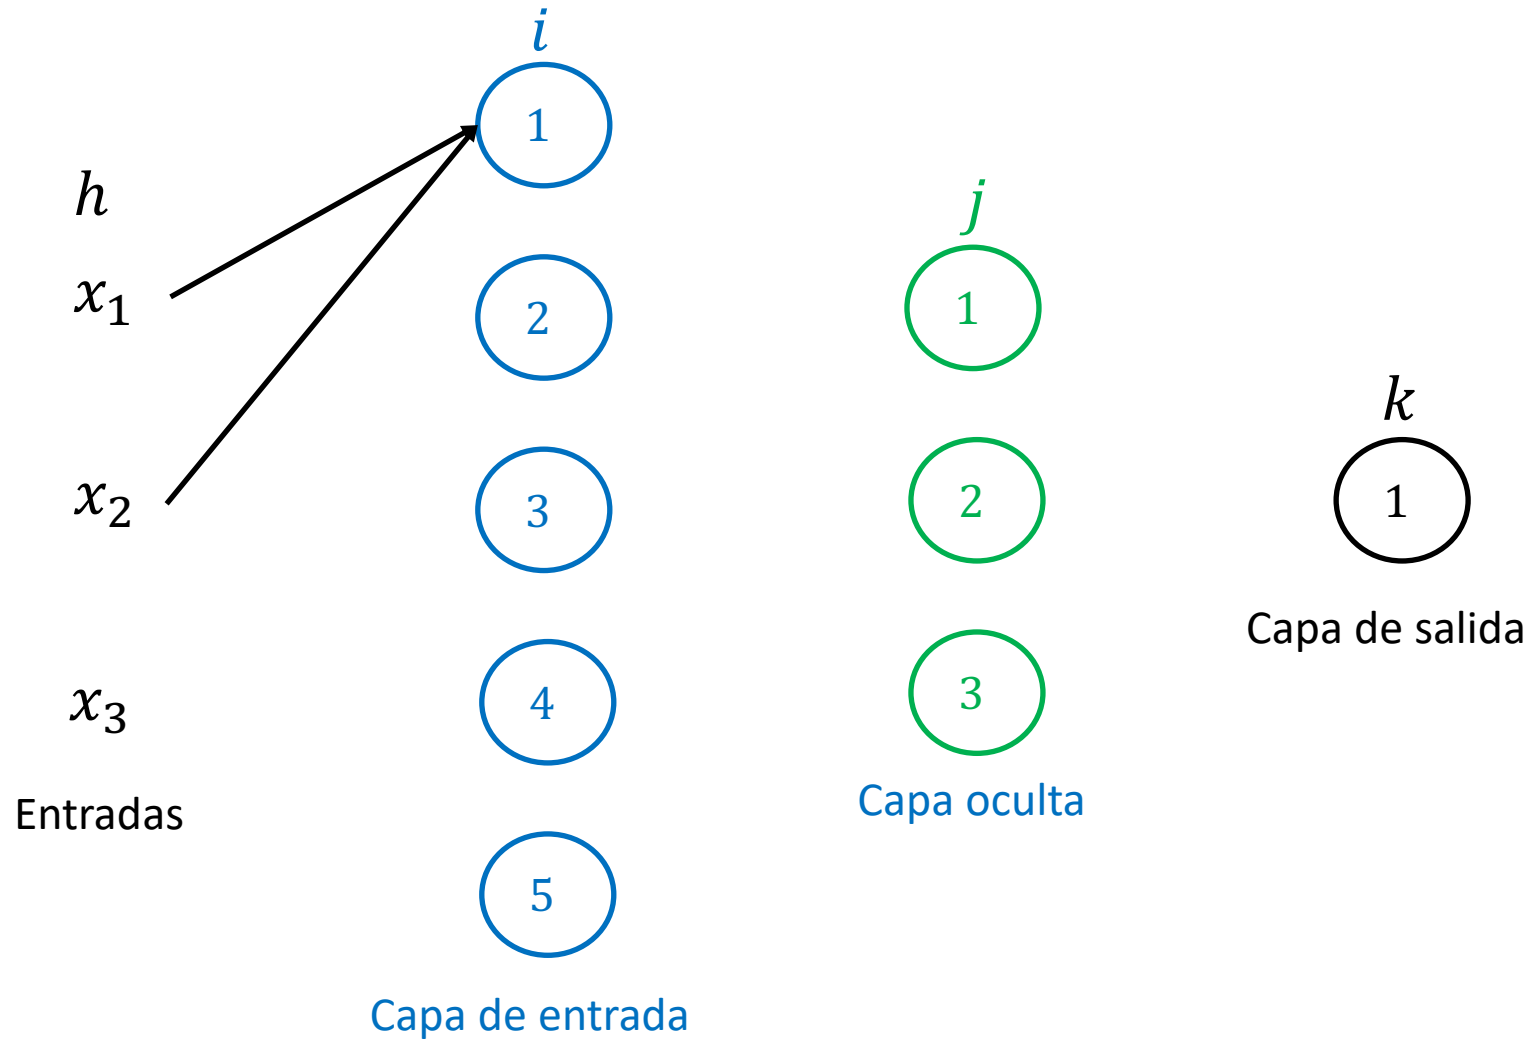 h
x₁
x₂
x₃
Entradas
i
1
2
3
4
5
Capa de entrada
j
1
2
3
Capa oculta
k
1
Capa de salida